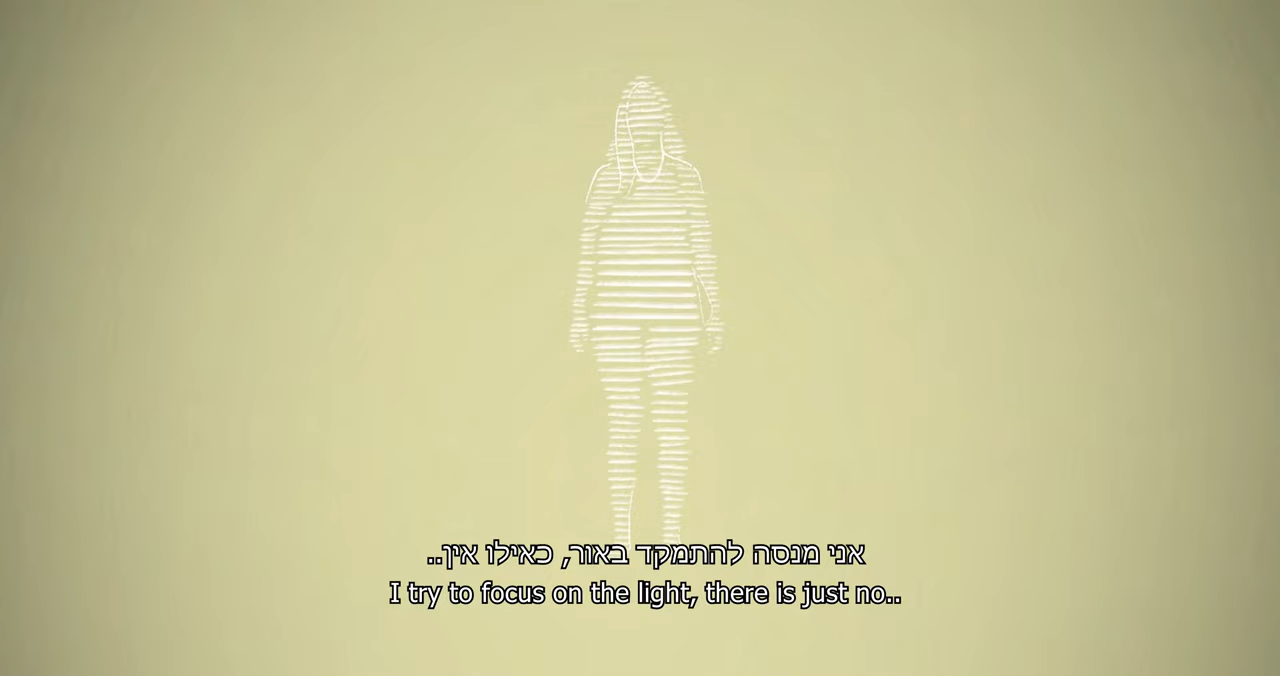 אני מנסה להתמקד באור, כאילו אין..
I try to focus on the light, there is just no..